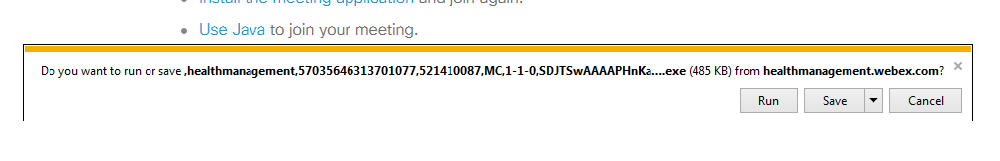 Install the meeting application and join again.
• Use Java to join your meeting.
Do you want to run or save ,healthmanagement,57035646313701077,521410087,MC,1-1-0,SDJTSwAAAAPHnKa....exe (485 KB) from healthmanagement.webex.com? ×
Run Save Cancel